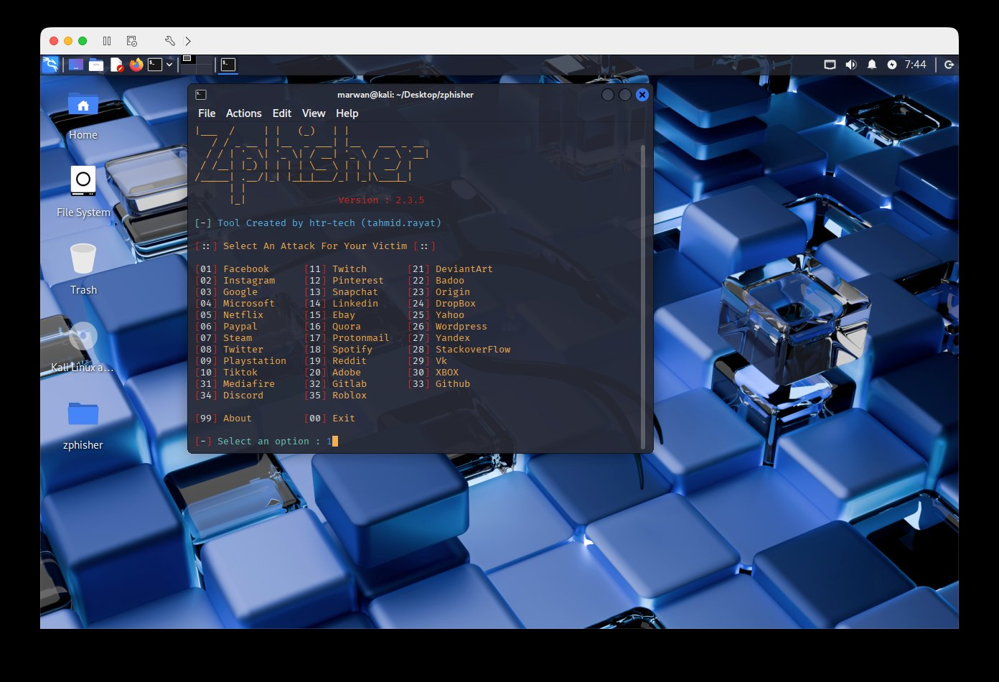 7:44
marwan@kali: ~/Desktop/zphisher
File Actions Edit View Help
Version : 2.3.5
[-] Tool Created by htr-tech (tahmid.rayat)
[::] Select An Attack For Your Victim [::]
[01] Facebook [11] Twitch [21] DeviantArt
[02] Instagram [12] Pinterest [22] Badoo
[03] Google [13] Snapchat [23] Origin
[04] Microsoft [14] Linkedin [24] DropBox
[05] Netflix [15] Ebay [25] Yahoo
[06] Paypal [16] Quora [26] Wordpress
[07] Steam [17] Protonmail [27] Yandex
[08] Twitter [18] Spotify [28] StackoverFlow
[09] Playstation [19] Reddit [29] Vk
[10] Tiktok [20] Adobe [30] XBOX
[31] Mediafire [32] Gitlab [33] Github
[34] Discord [35] Roblox
[99] About [00] Exit
[-] Select an option : 1
Home
File System
Trash
Kali Linux a...
zphisher